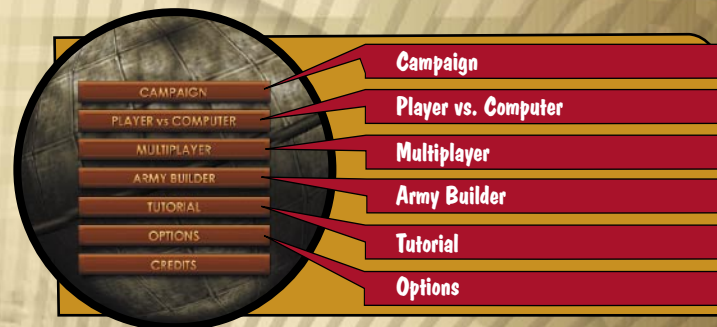 CAMPAIGN
PLAYER vs COMPUTER
MULTIPLAYER
ARMY BUILDER
TUTORIAL
OPTIONS
CREDITS
Campaign
Player vs. Computer
Multiplayer
Army Builder
Tutorial
Options